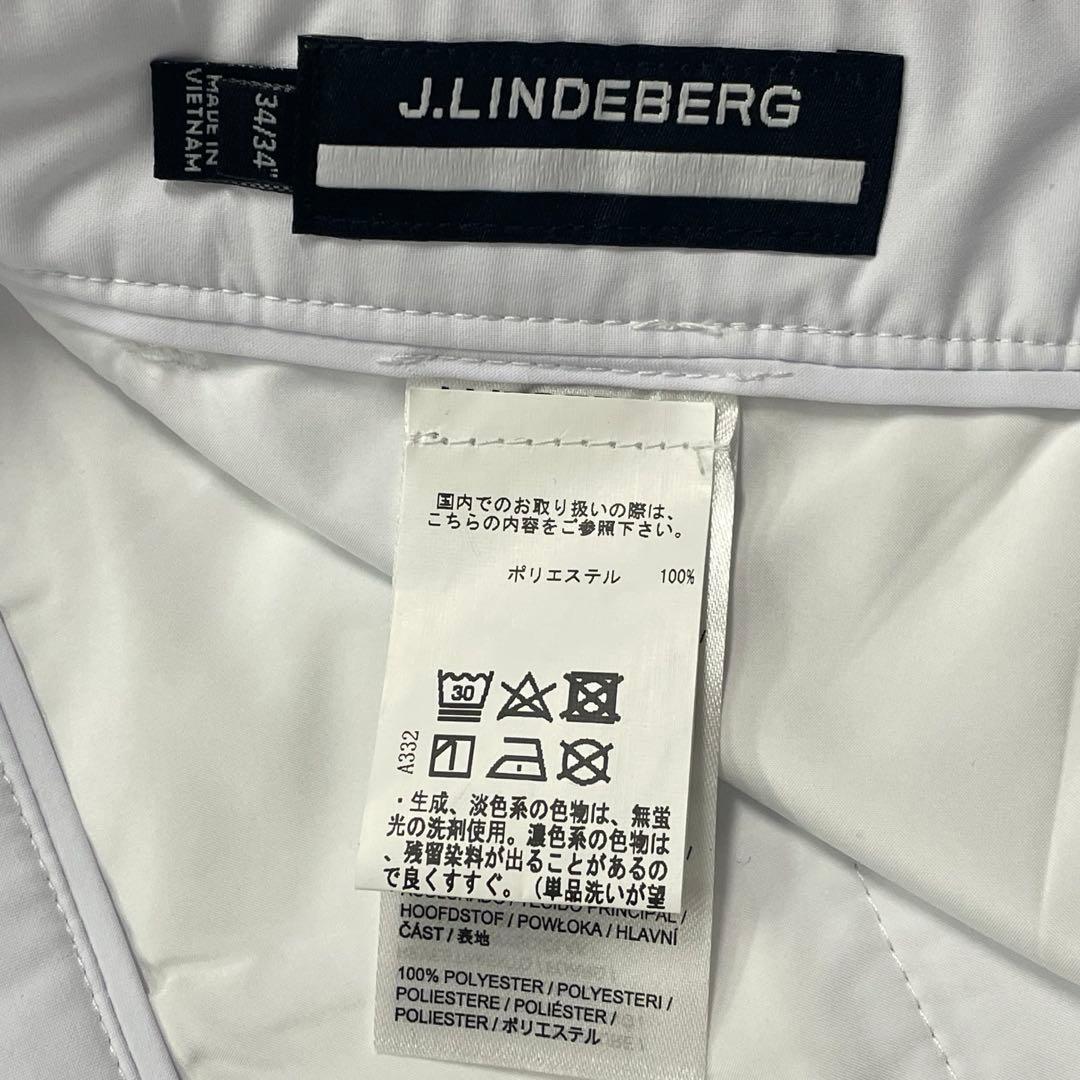 J.LINDEBERG
34/34"
MADE IN
VIETNAM
国内でのお取り扱いの際は、
こちらの内容をご参照下さい。
ポリエステル 100%
30
A332
・生成、淡色系の色物は、無蛍
光の洗剤使用。濃色系の色物は
、残留染料が出ることがあるの
で良くすすぐ。（単品洗いが望
TECIDO PRINCIPAL /
HOOFDSTOF / POWŁOKA / HLAVNÍ
ČÁST / 表地
100% POLYESTER / POLYESTERI /
POLIESTERE / POLIÉSTER /
POLIESTER / ポリエステル